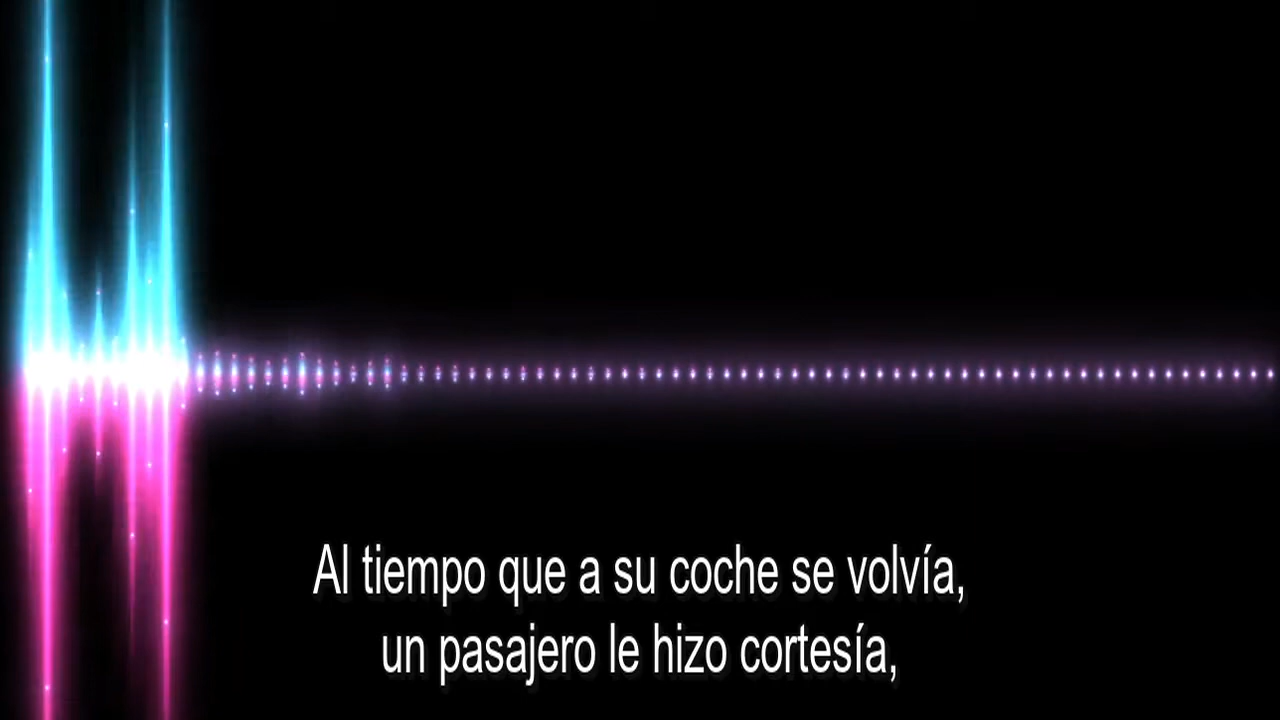 Al tiempo que a su coche se volvía,
un pasajero le hizo cortesía,